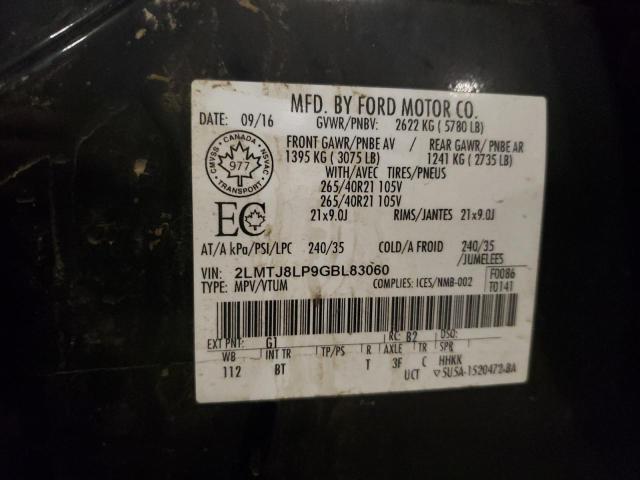 MFD. BY FORD MOTOR CO.
DATE: 09/16 GVWR/PNBV: 2622 KG ( 5780 LB)
FRONT GAWR/PNBE AV / REAR GAWR/ PNBE AR
1395 KG ( 3075 LB) 1241 KG ( 2735 LB)
WITH/AVEC TIRES/PNEUS
265/40R21 105V
265/40R21 105V
21x9.0J RIMS/JANTES 21x9.0J
CMVSS · CANADA · NSVAC
977
TRANSPORT
EC
AT/A kPa/PSI/LPC 240/35 COLD/A FROID 240/35
/JUMELEES
VIN: 2LMTJ8LP9GBL83060
TYPE: MPV/VTUM COMPLIES: ICES/NMB-002
F0086
T0141
EXT PNT: G1 RC: B2 DSO:
WB INT TR TP/PS R AXLE TR SPR
112 BT T 3F C HHKK
UCT ▽5U5A-1520472-BA